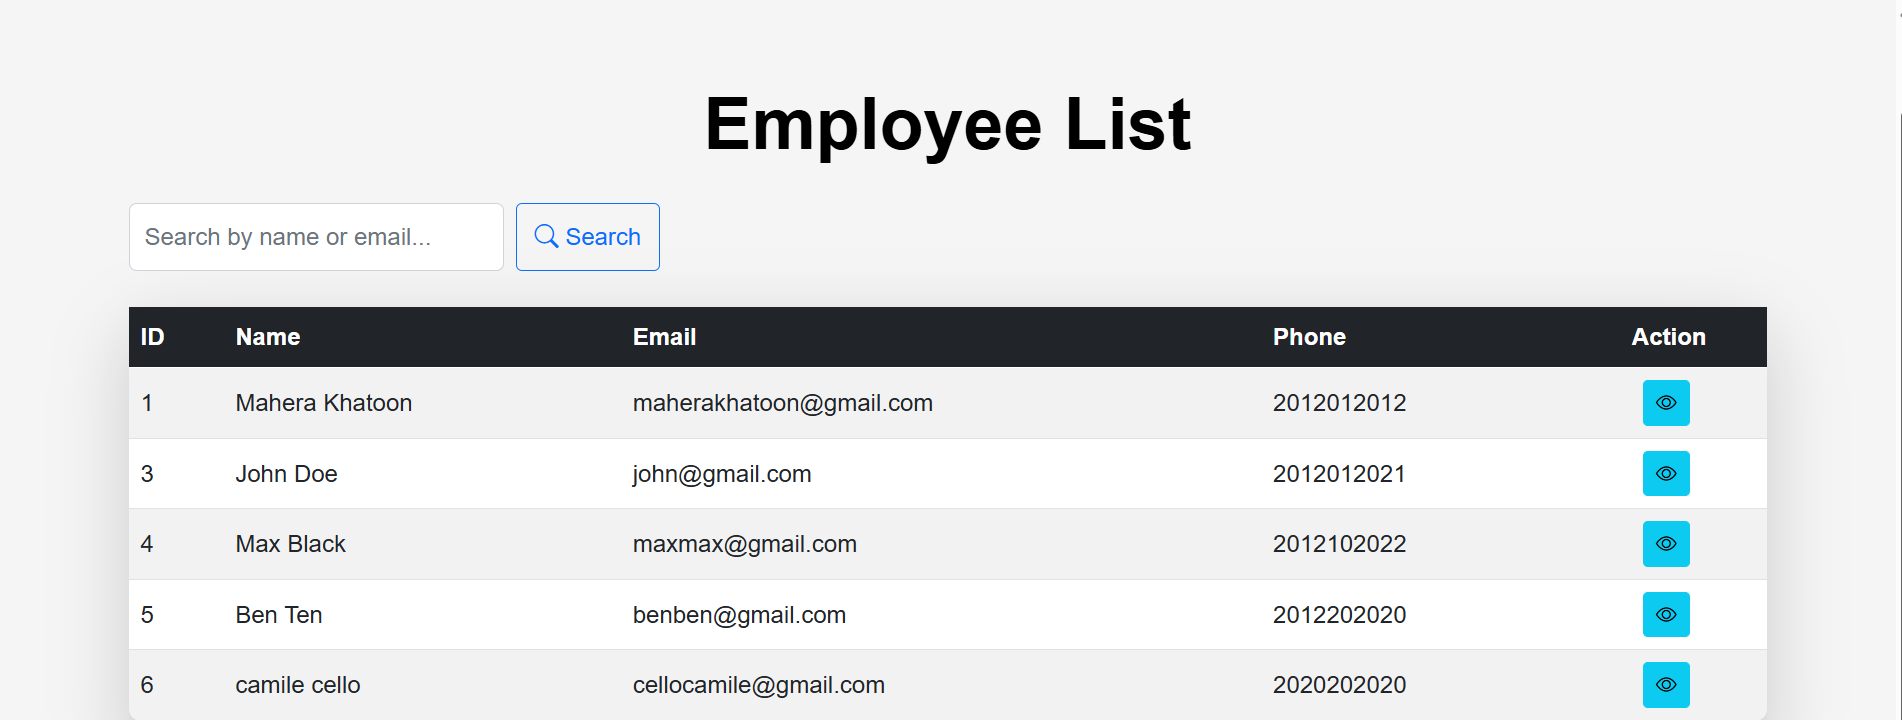 Employee List
Search by name or email...
Search
ID Name Email Phone Action
1 Mahera Khatoon maherakhatoon@gmail.com 2012012012
3 John Doe john@gmail.com 2012012021
4 Max Black maxmax@gmail.com 2012102022
5 Ben Ten benben@gmail.com 2012202020
6 camile cello cellocamile@gmail.com 2020202020